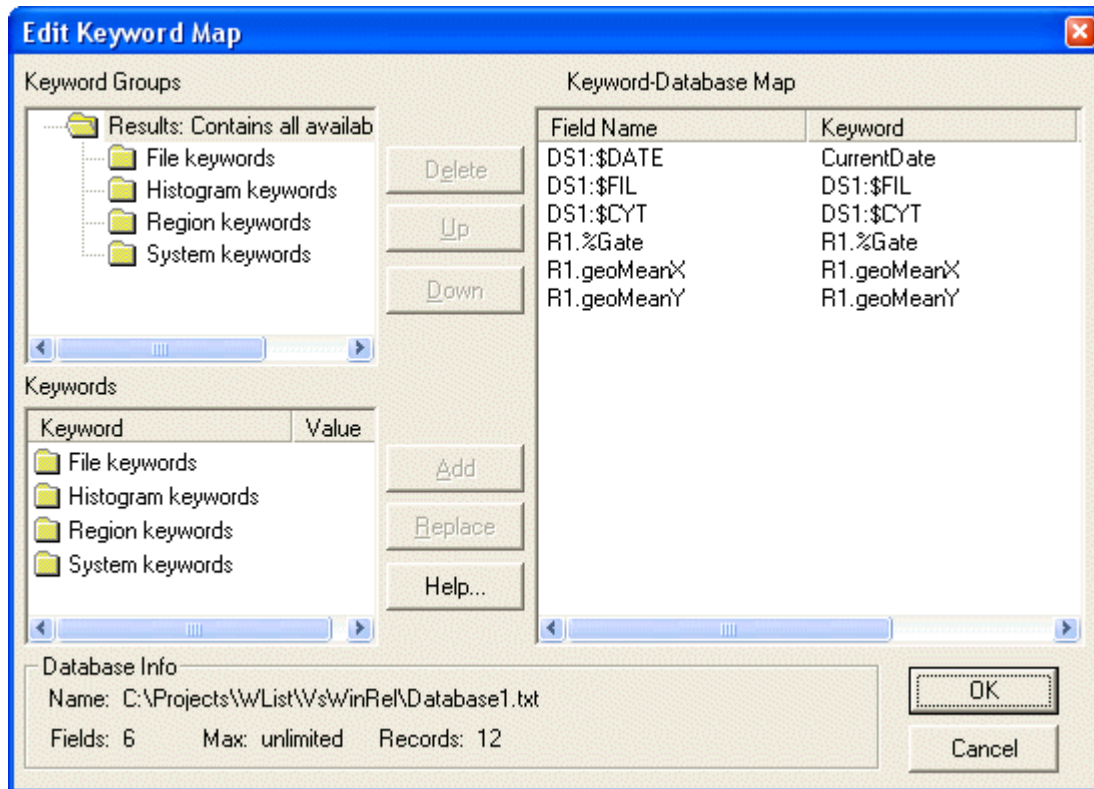 Edit Keyword Map
Keyword Groups
Results: Contains all availab
File keywords
Histogram keywords
Region keywords
System keywords
Delete
Up
Down
Keyword-Database Map
Field Name Keyword
DS1:$DATE CurrentDate
DS1:$FIL DS1:$FIL
DS1:$CYT DS1:$CYT
R1.%Gate R1.%Gate
R1.geoMeanX R1.geoMeanX
R1.geoMeanY R1.geoMeanY
Keywords
Keyword Value
File keywords
Histogram keywords
Region keywords
System keywords
Add
Replace
Help...
Database Info
Name: C:\Projects\WList\VsWinRel\Database1.txt
Fields: 6 Max: unlimited Records: 12
OK
Cancel